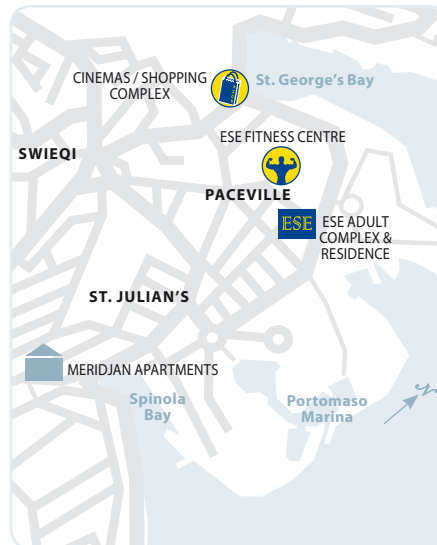 CINEMAS / SHOPPING
COMPLEX
St. George's Bay
ESE FITNESS CENTRE
SWIEQI
PACEVILLE
ESE
ESE ADULT
COMPLEX &
RESIDENCE
ST. JULIAN'S
MERIDJAN APARTMENTS
Spinola
Bay
Portomaso
Marina
N